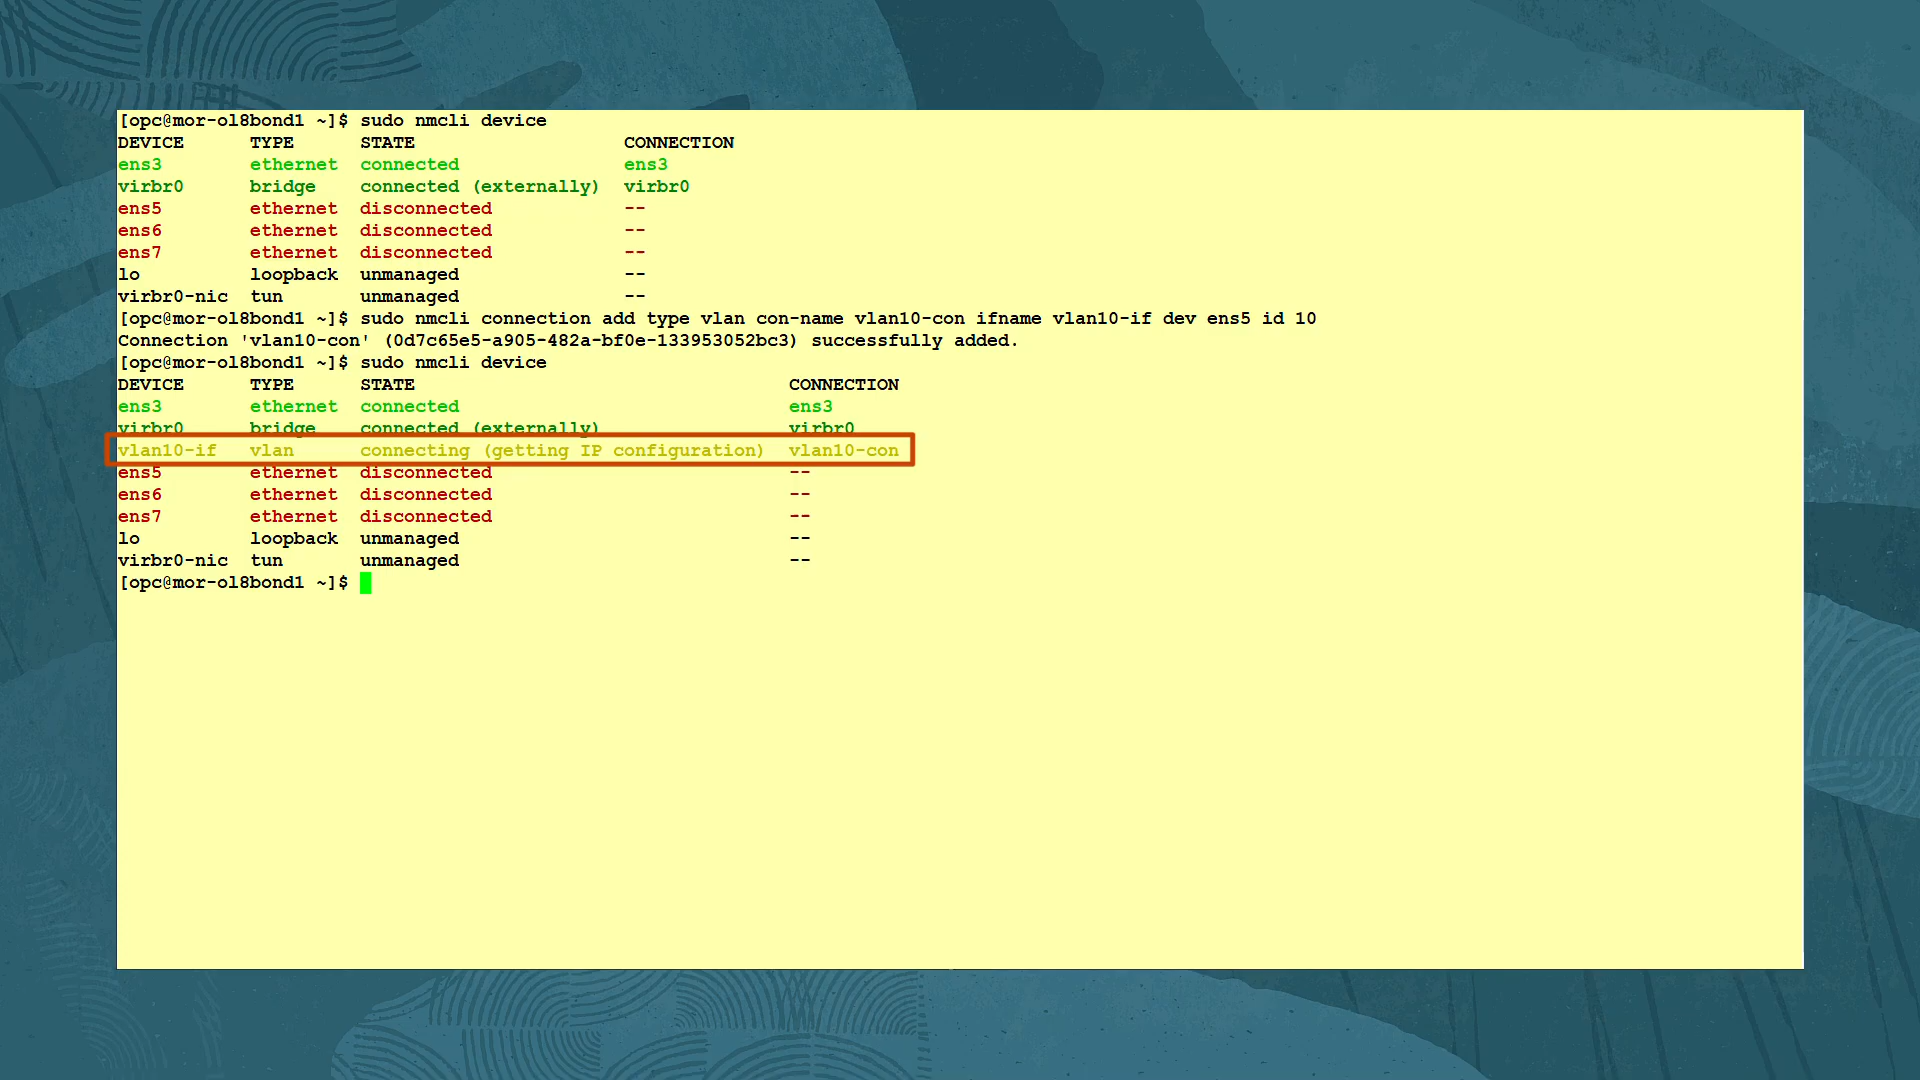 [opc@mor-ol8bond1 ~]$ sudo nmcli device
DEVICE      TYPE      STATE                   CONNECTION
ens3        ethernet  connected               ens3
virbr0      bridge    connected (externally)  virbr0
ens5        ethernet  disconnected            --
ens6        ethernet  disconnected            --
ens7        ethernet  disconnected            --
lo          loopback  unmanaged               --
virbr0-nic  tun       unmanaged               --
[opc@mor-ol8bond1 ~]$ sudo nmcli connection add type vlan con-name vlan10-con ifname vlan10-if dev ens5 id 10
Connection 'vlan10-con' (0d7c65e5-a905-482a-bf0e-133953052bc3) successfully added.
[opc@mor-ol8bond1 ~]$ sudo nmcli device
DEVICE      TYPE      STATE                                  CONNECTION
ens3        ethernet  connected                              ens3
virbr0      bridge    connected (externally)                 virbr0
vlan10-if   vlan      connecting (getting IP configuration)  vlan10-con
ens5        ethernet  disconnected                           --
ens6        ethernet  disconnected                           --
ens7        ethernet  disconnected                           --
lo          loopback  unmanaged                              --
virbr0-nic  tun       unmanaged                              --
[opc@mor-ol8bond1 ~]$